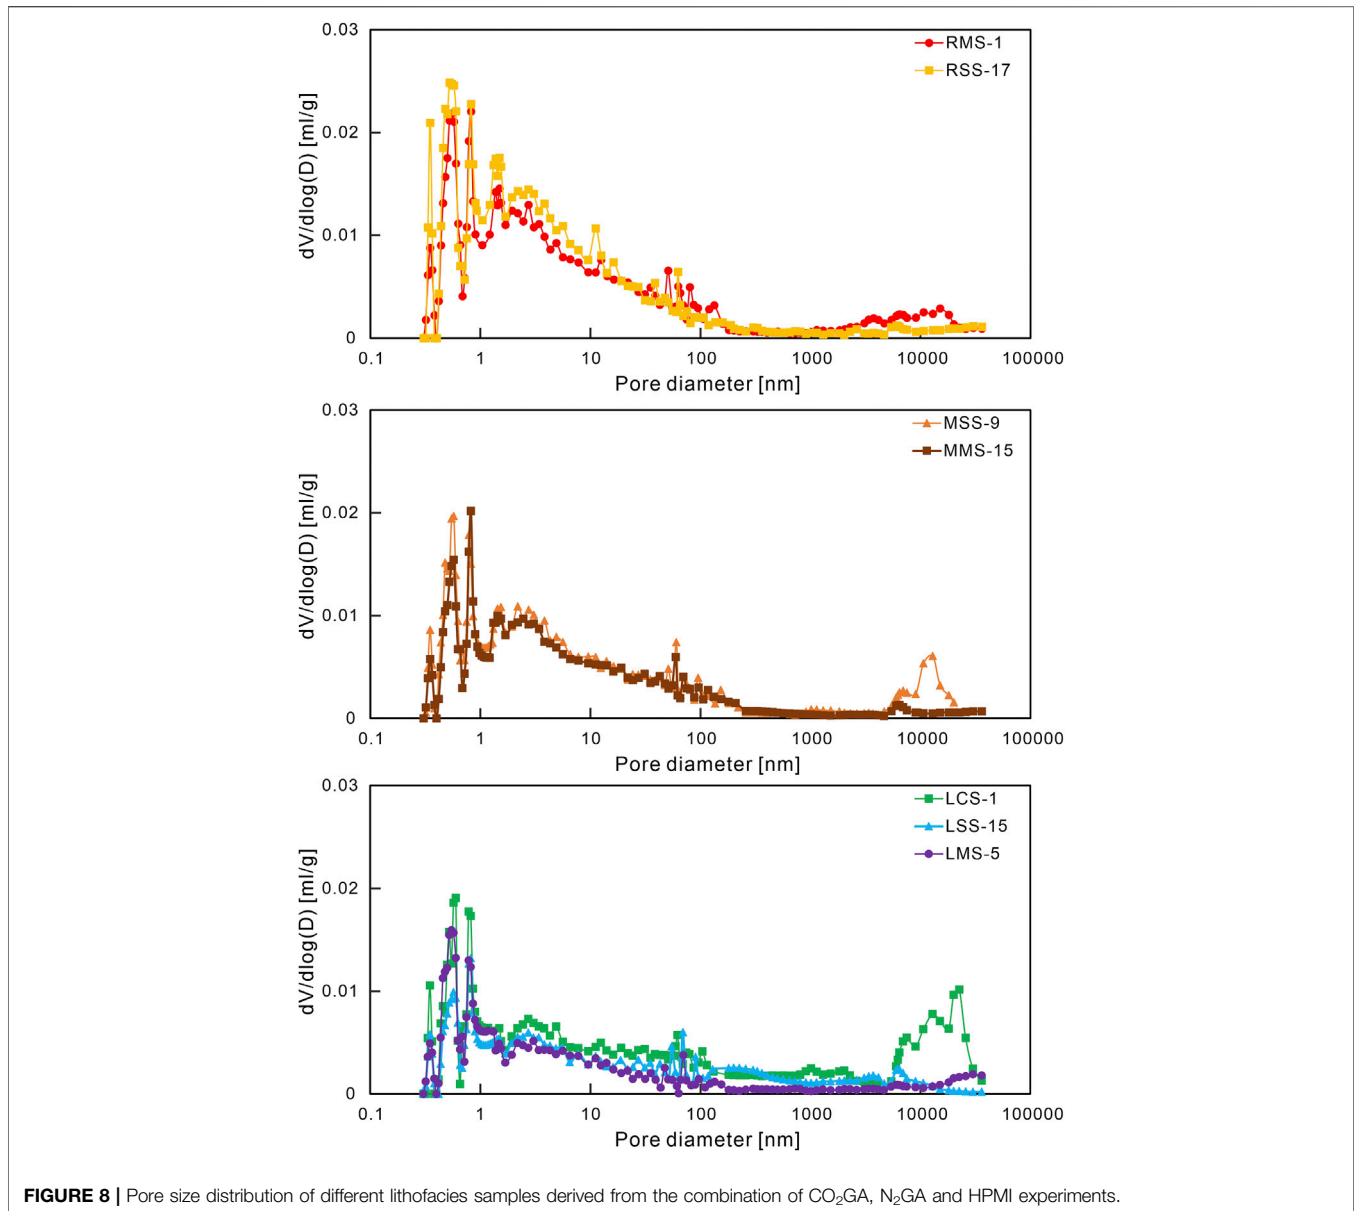 0.03
RMS-1
RSS-17
0.02
dV/dlog(D) [ml/g]
0.01
0
0.1 1 10 100 1000 10000 100000
Pore diameter [nm]
0.03
MSS-9
MMS-15
0.02
dV/dlog(D) [ml/g]
0.01
0
0.1 1 10 100 1000 10000 100000
Pore diameter [nm]
0.03
LCS-1
LSS-15
LMS-5
0.02
dV/dlog(D) [ml/g]
0.01
0
0.1 1 10 100 1000 10000 100000
Pore diameter [nm]
FIGURE 8 | Pore size distribution of different lithofacies samples derived from the combination of CO₂GA, N₂GA and HPMI experiments.